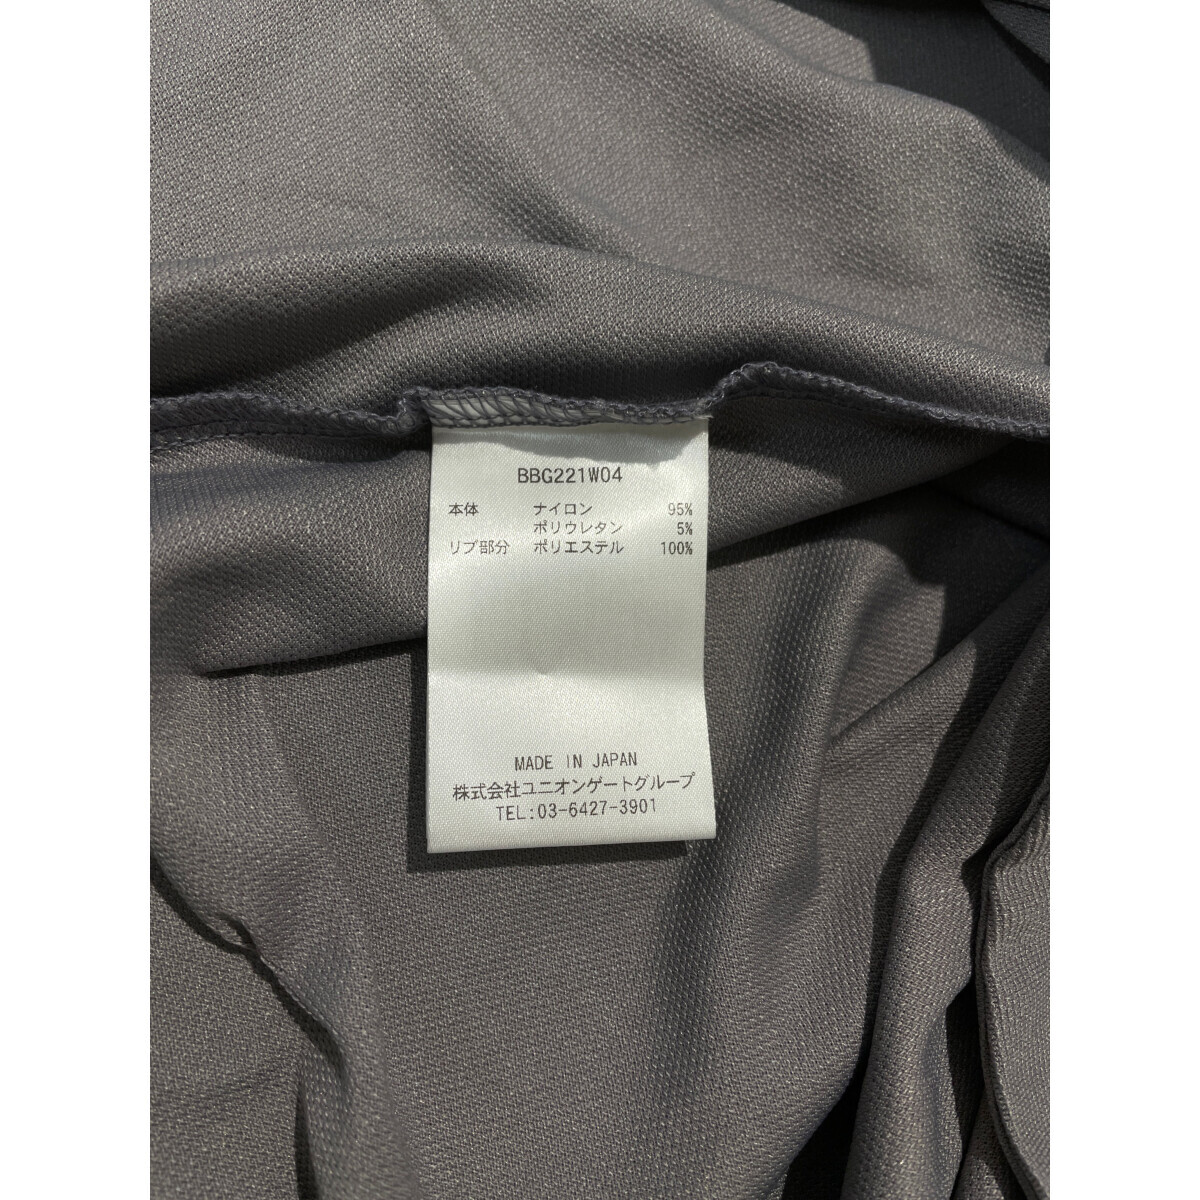 BBG221W04
本体 ナイロン 95%
ポリウレタン 5%
リブ部分 ポリエステル 100%
MADE IN JAPAN
株式会社ユニオンゲートグループ
TEL:03-6427-3901